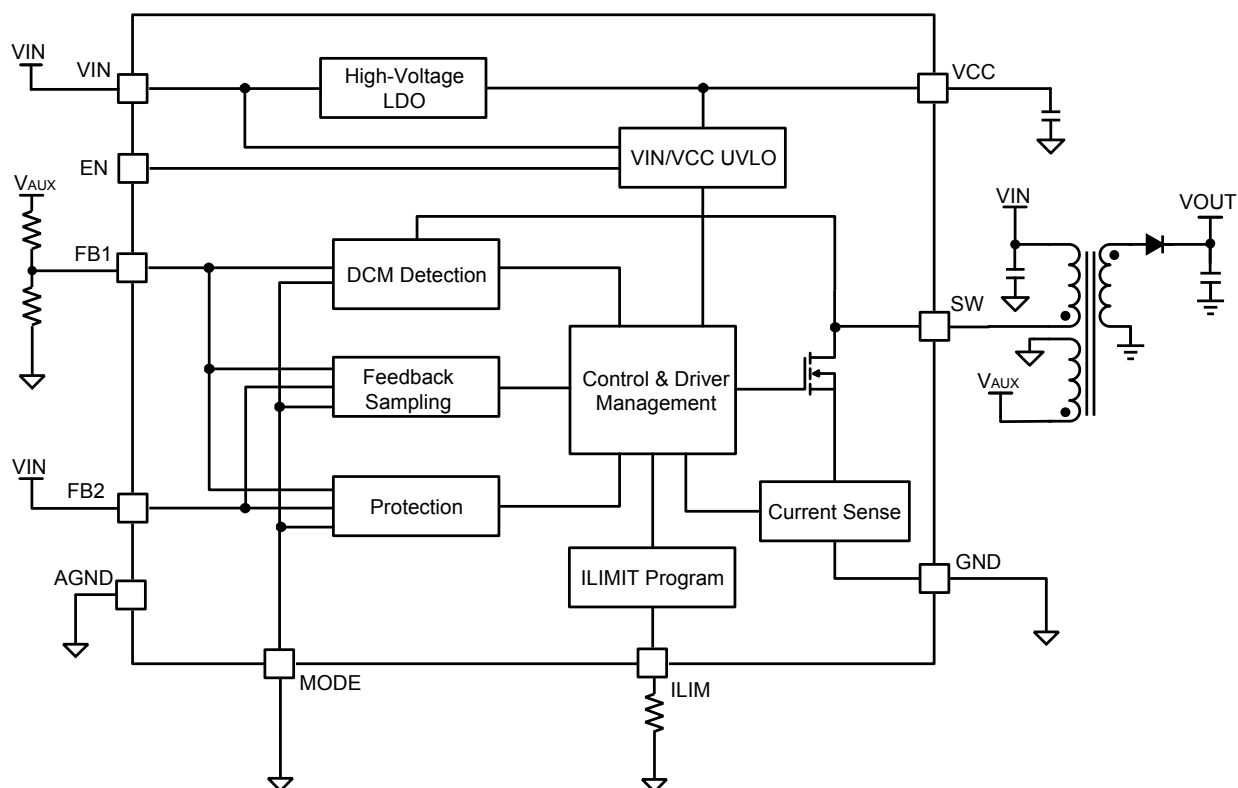 VIN
VIN
High-Voltage
LDO
VCC
EN
VIN/VCC UVLO
VAUX
VIN
VOUT
FB1
DCM Detection
SW
Feedback
Sampling
Control & Driver
Management
VAUX
VIN
FB2
Protection
Current Sense
AGND
ILIMIT Program
GND
MODE
ILIM